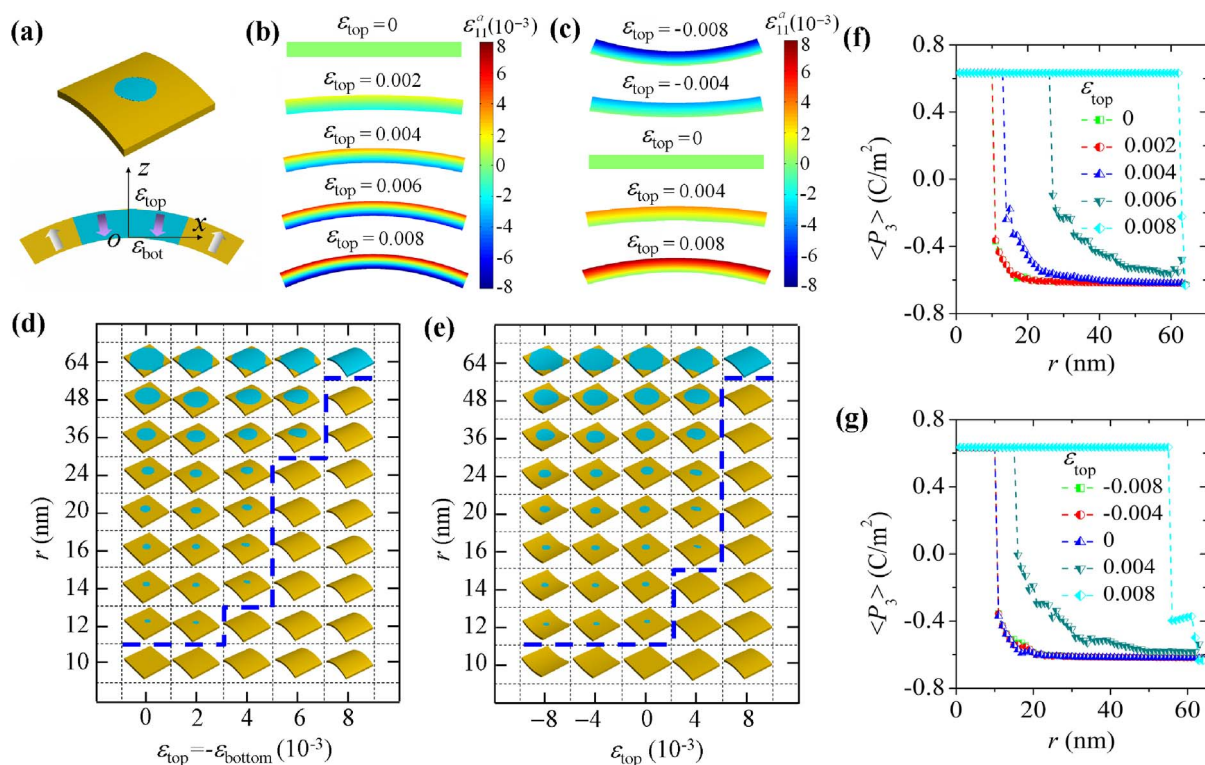 (a)
z
ε_top
x
o
ε_bot
(b)
ε_top = 0
ε_top = 0.002
ε_top = 0.004
ε_top = 0.006
ε_top = 0.008
ε₁₁ᵃ(10⁻³)
8
6
4
2
0
-2
-4
-6
-8
(c)
ε_top = -0.008
ε_top = -0.004
ε_top = 0
ε_top = 0.004
ε_top = 0.008
ε₁₁ᵃ(10⁻³)
8
6
4
2
0
-2
-4
-6
-8
(d)
r (nm)
64
48
36
24
20
16
14
12
10
0 2 4 6 8
ε_top=-ε_bottom (10⁻³)
(e)
r (nm)
64
48
36
24
20
16
14
12
10
−8 −4 0 4 8
ε_top (10⁻³)
(f)
<P₃> (C/m²)
0.8
0.4
0.0
-0.4
-0.8
ε_top
0
0.002
0.004
0.006
0.008
0 20 40 60
r (nm)
(g)
<P₃> (C/m²)
0.8
0.4
0.0
-0.4
-0.8
ε_top
-0.008
-0.004
0
0.004
0.008
0 20 40 60
r (nm)